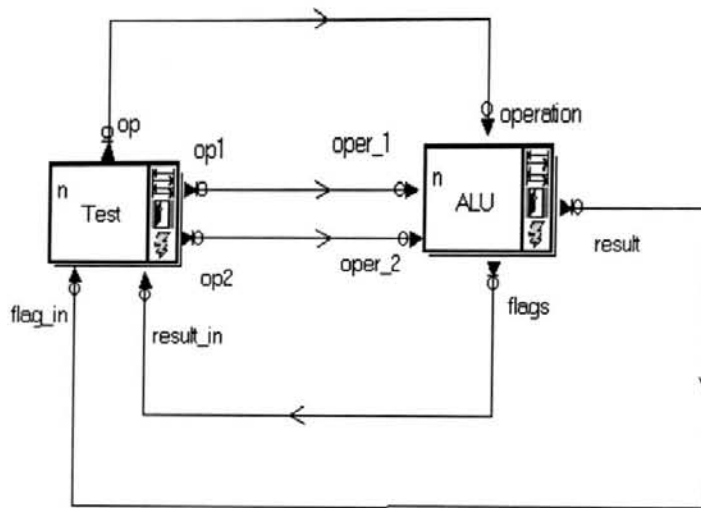 op
operation
op1
oper_1
n
Test
n
ALU
op2
oper_2
result
flag_in
result_in
flags